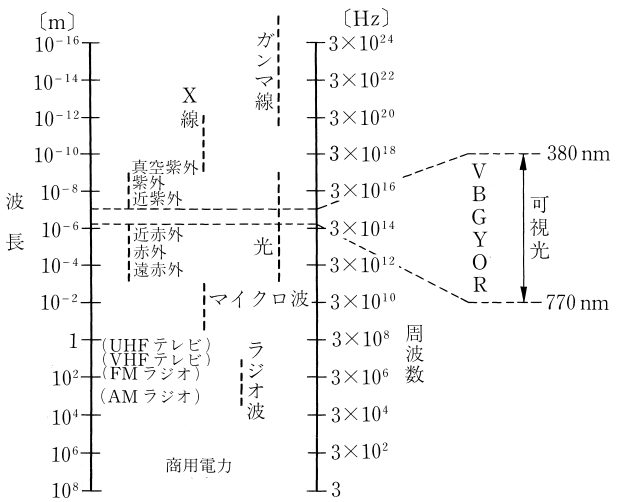 〔m〕
〔Hz〕
10⁻¹⁶
10⁻¹⁴
10⁻¹²
10⁻¹⁰
10⁻⁸
10⁻⁶
10⁻⁴
10⁻²
1
10²
10⁴
10⁶
10⁸
波長
ガンマ線
X線
真空紫外
紫外
近紫外
近赤外
赤外
遠赤外
光
マイクロ波
(UHFテレビ)
(VHFテレビ)
(FMラジオ)
(AMラジオ)
ラジオ波
商用電力
3×10²⁴
3×10²²
3×10²⁰
3×10¹⁸
3×10¹⁶
3×10¹⁴
3×10¹²
3×10¹⁰
3×10⁸
3×10⁶
3×10⁴
3×10²
3
周波数
VBGYOR
380 nm
可視光
770 nm